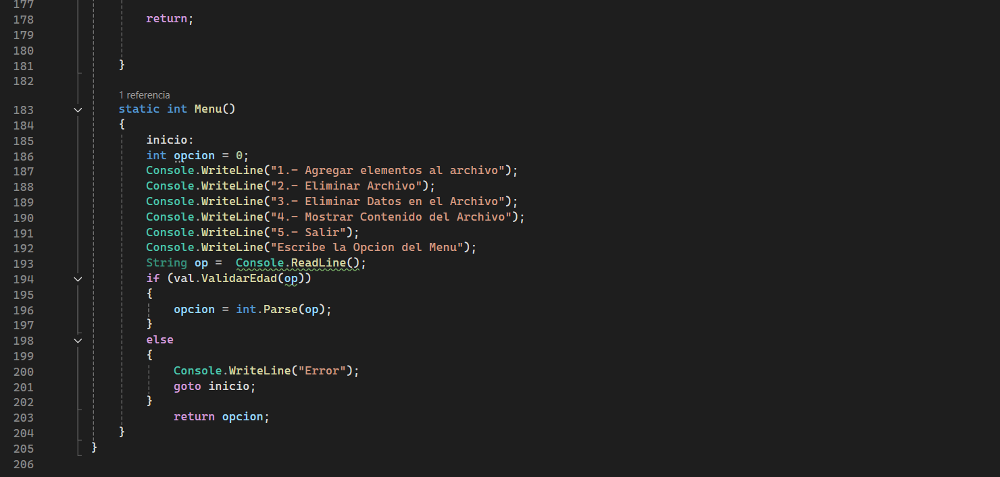 177
178 return;
179
180
181 }
182
1 referencia
183 static int Menu()
184 {
185 inicio:
186 int opcion = 0;
187 Console.WriteLine("1.- Agregar elementos al archivo");
188 Console.WriteLine("2.- Eliminar Archivo");
189 Console.WriteLine("3.- Eliminar Datos en el Archivo");
190 Console.WriteLine("4.- Mostrar Contenido del Archivo");
191 Console.WriteLine("5.- Salir");
192 Console.WriteLine("Escribe la Opcion del Menu");
193 String op =  Console.ReadLine();
194 if (val.ValidarEdad(op))
195 {
196 opcion = int.Parse(op);
197 }
198 else
199 {
200 Console.WriteLine("Error");
201 goto inicio;
202 }
203 return opcion;
204 }
205 }
206